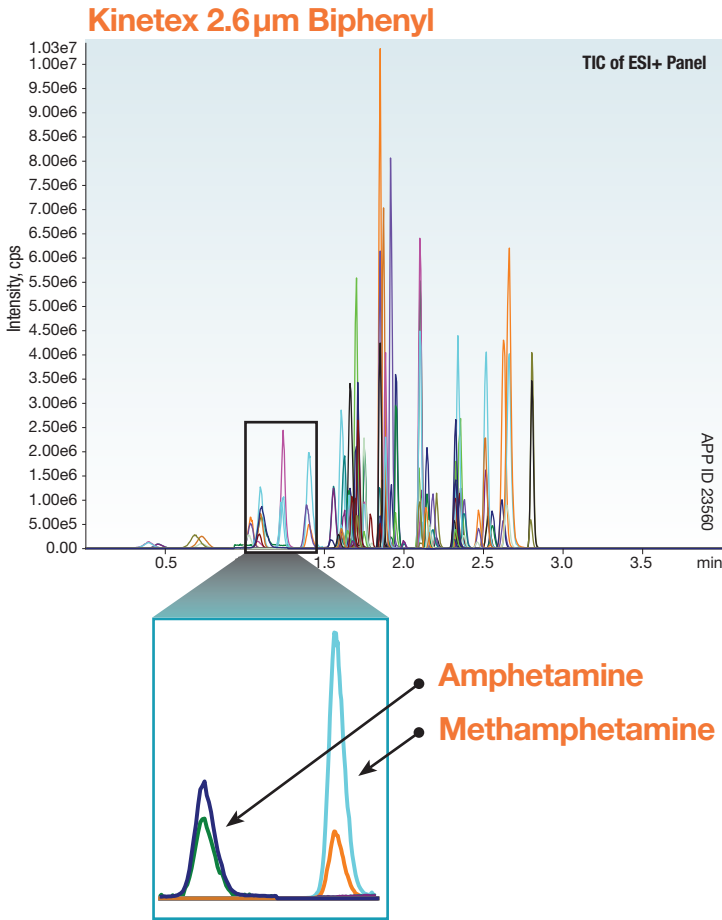 Kinetex 2.6µm Biphenyl
TIC of ESI+ Panel
Intensity, cps
1.03e7
1.00e7
9.50e6
9.00e6
8.50e6
8.00e6
7.50e6
7.00e6
6.50e6
6.00e6
5.50e6
5.00e6
4.50e6
4.00e6
3.50e6
3.00e6
2.50e6
2.00e6
1.50e6
1.00e6
5.00e5
0.00
0.5 1.5 2.0 2.5 3.0 3.5 min
APP ID 23560
Amphetamine
Methamphetamine